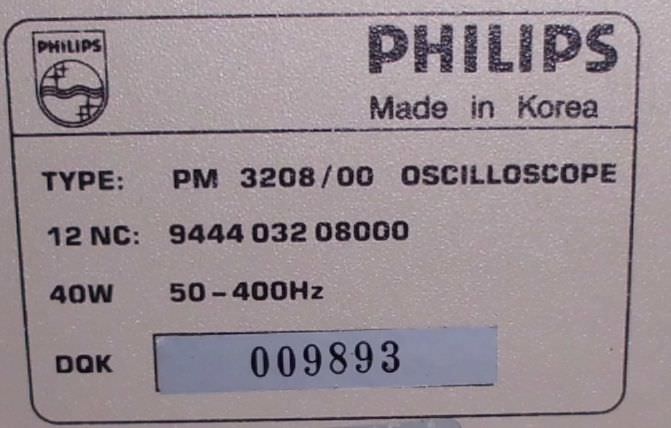 PHILIPS
PHILIPS
Made in Korea
TYPE: PM 3208/00 OSCILLOSCOPE
12 NC: 9444 032 08000
40W 50-400Hz
DQK 009893